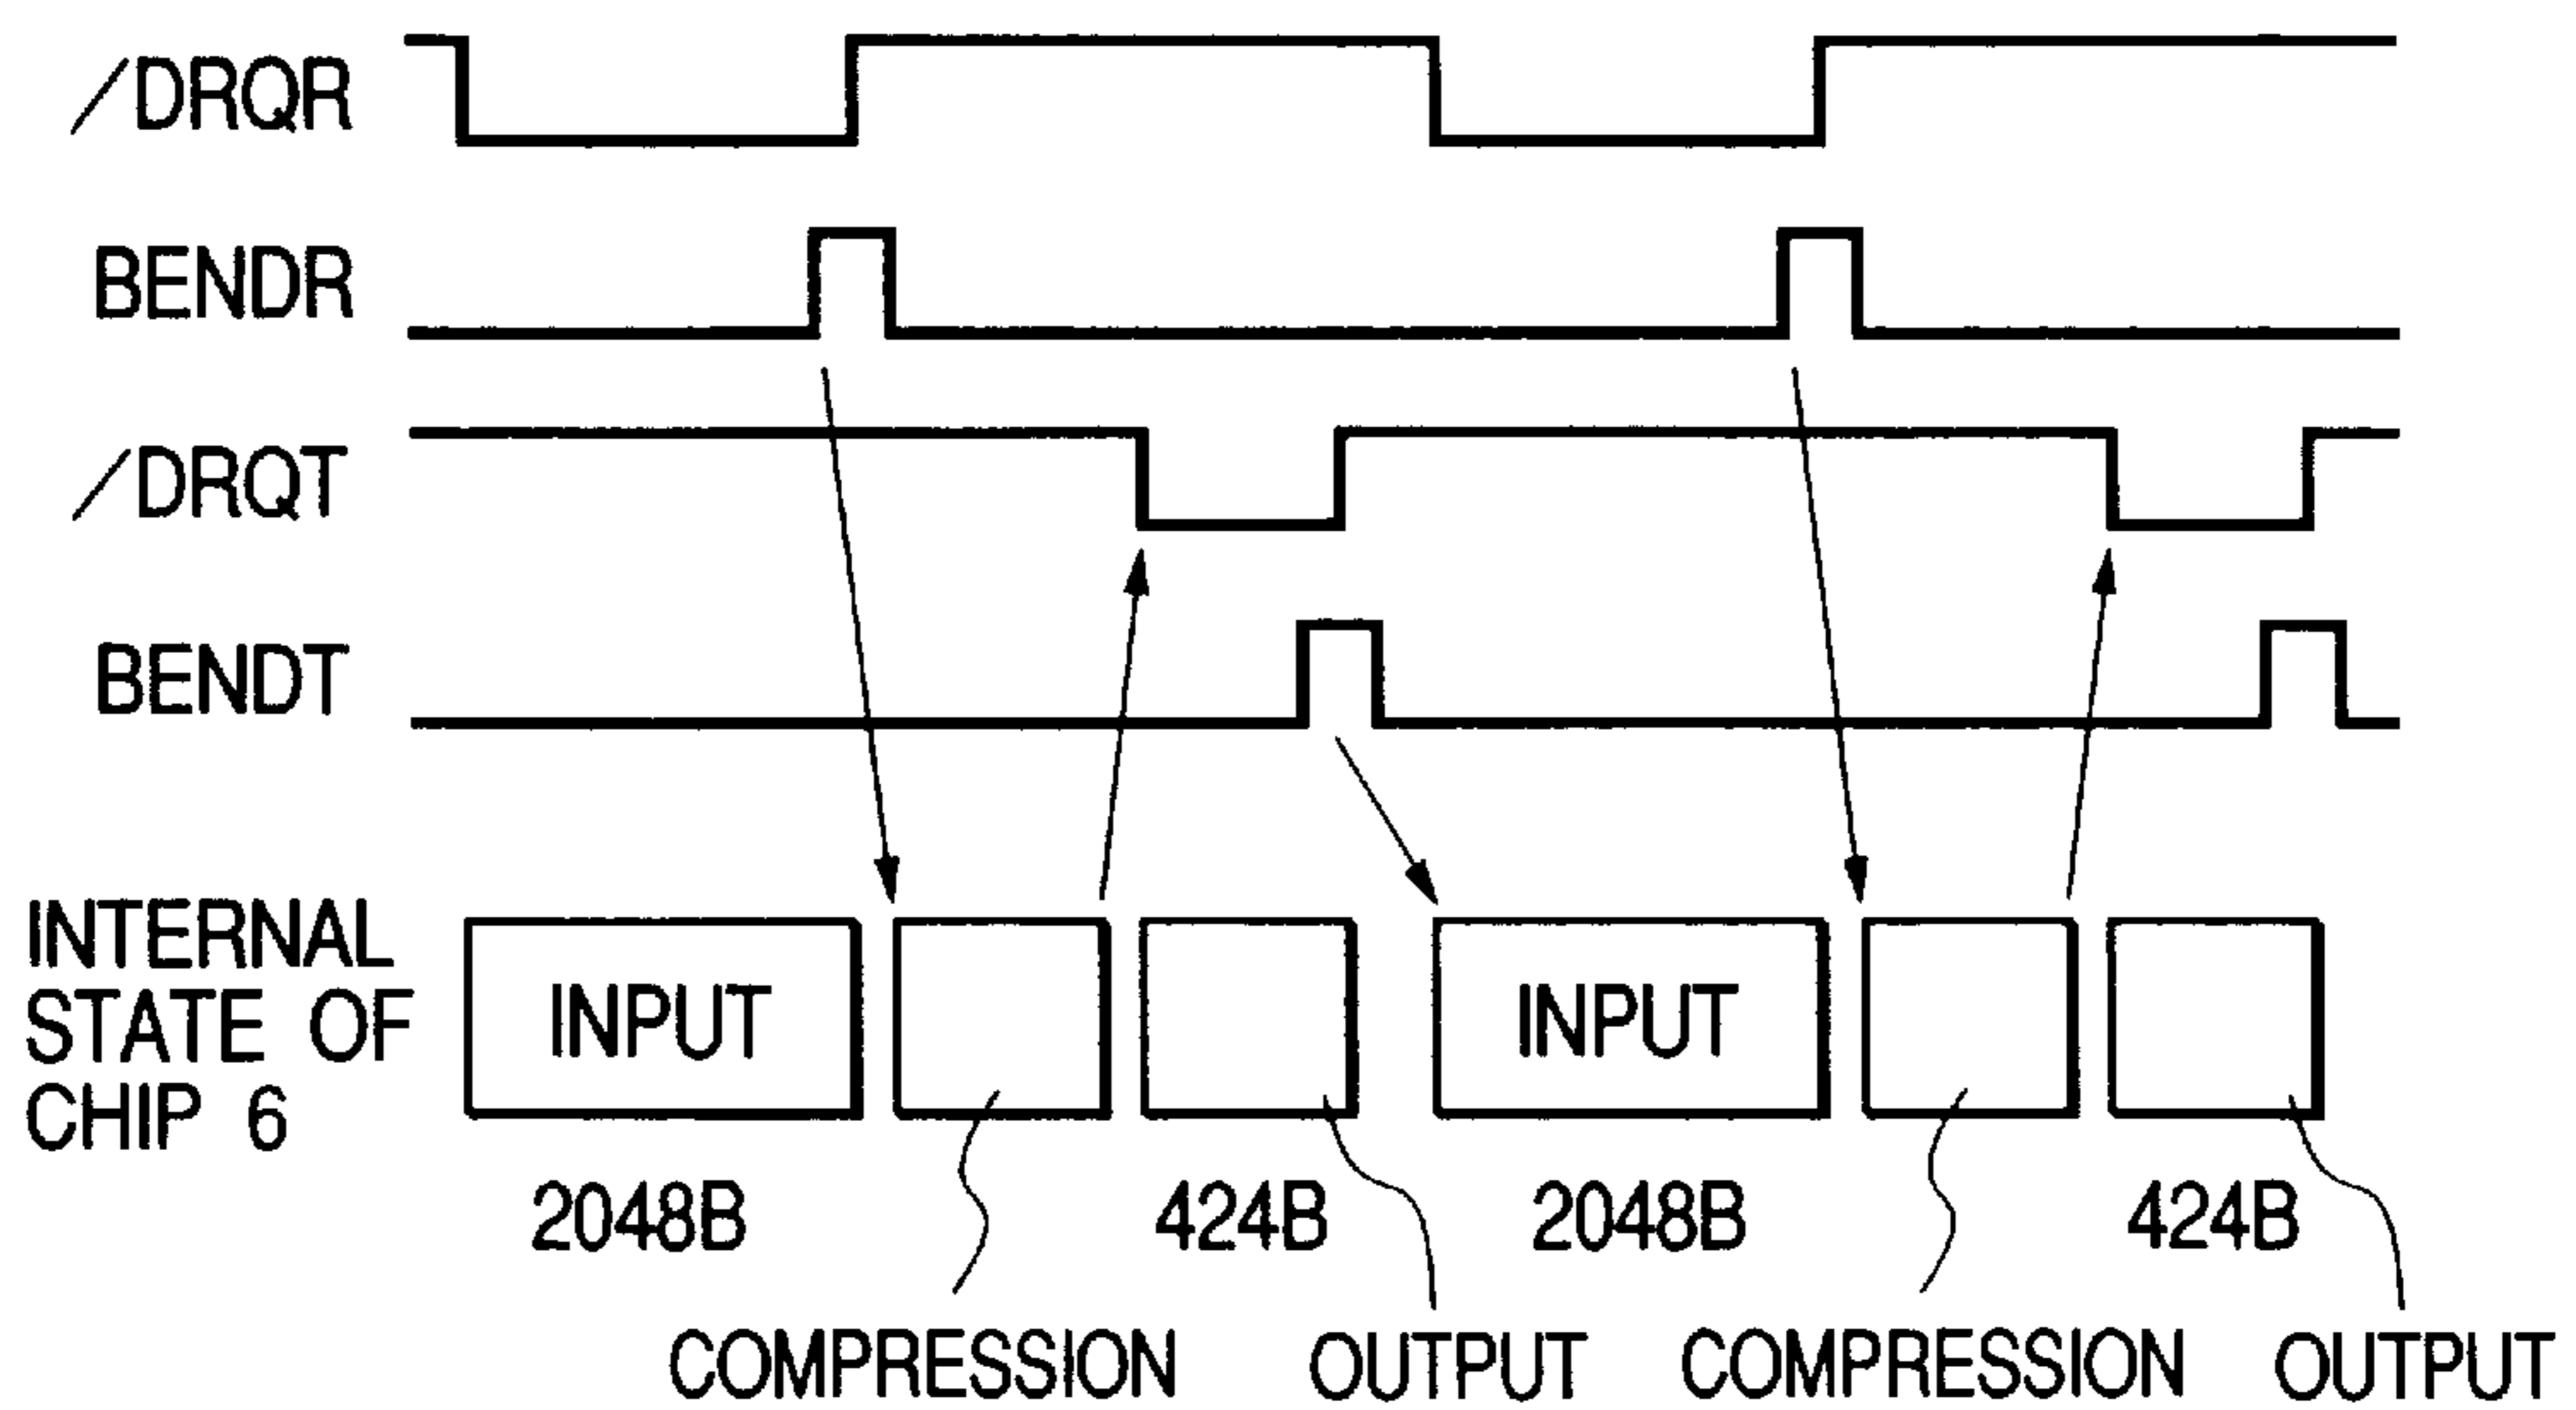 /DRQR
BENDR
/DRQT
BENDT
INTERNAL
STATE OF
CHIP 6
INPUT
INPUT
2048B
424B
2048B
424B
COMPRESSION
OUTPUT
COMPRESSION
OUTPUT